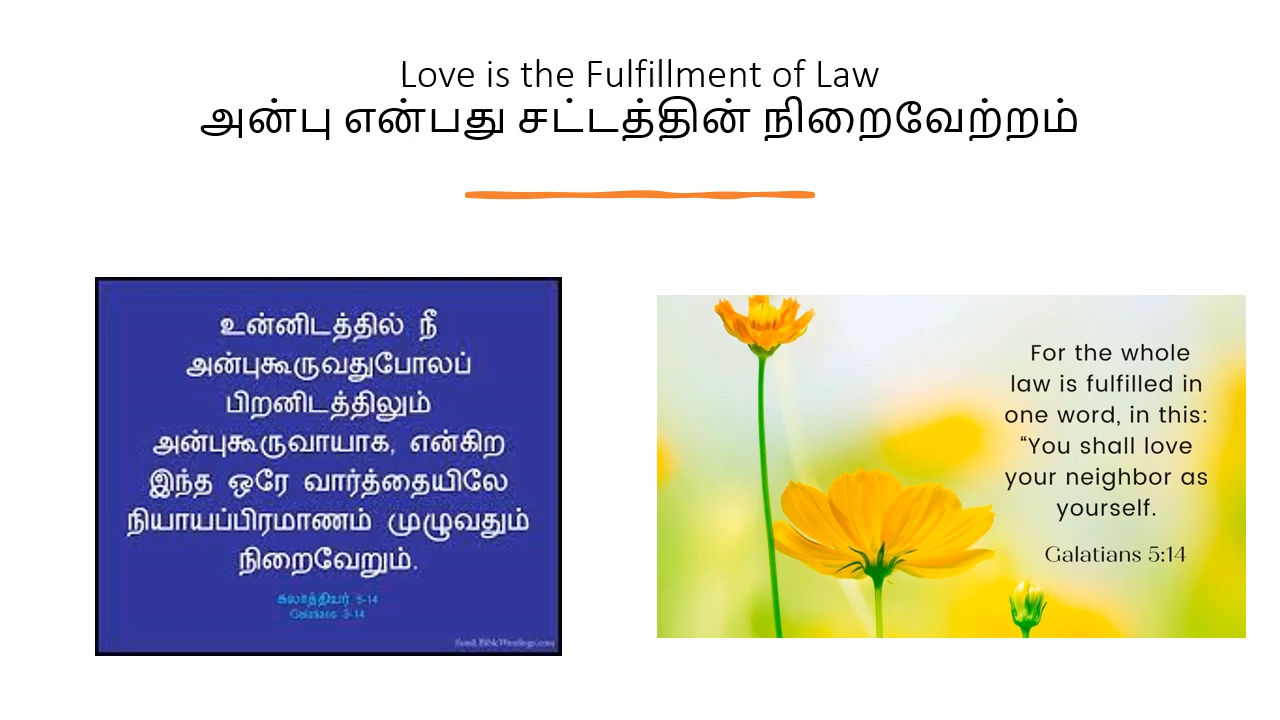 Love is the Fulfillment of Law
அன்பு என்பது சட்டத்தின் நிறைவேற்றம்
உன்னிடத்தில் நீ
அன்புகூருவதுபோலப்
பிறனிடத்திலும்
அன்புகூருவாயாக, என்கிற
இந்த ஒரே வார்த்தையிலே
நியாயப்பிரமாணம் முழுவதும்
நிறைவேறும்.
கலாத்தியர் 5-14
Galatians 5-14
For the whole
law is fulfilled in
one word, in this:
“You shall love
your neighbor as
yourself.
Galatians 5:14